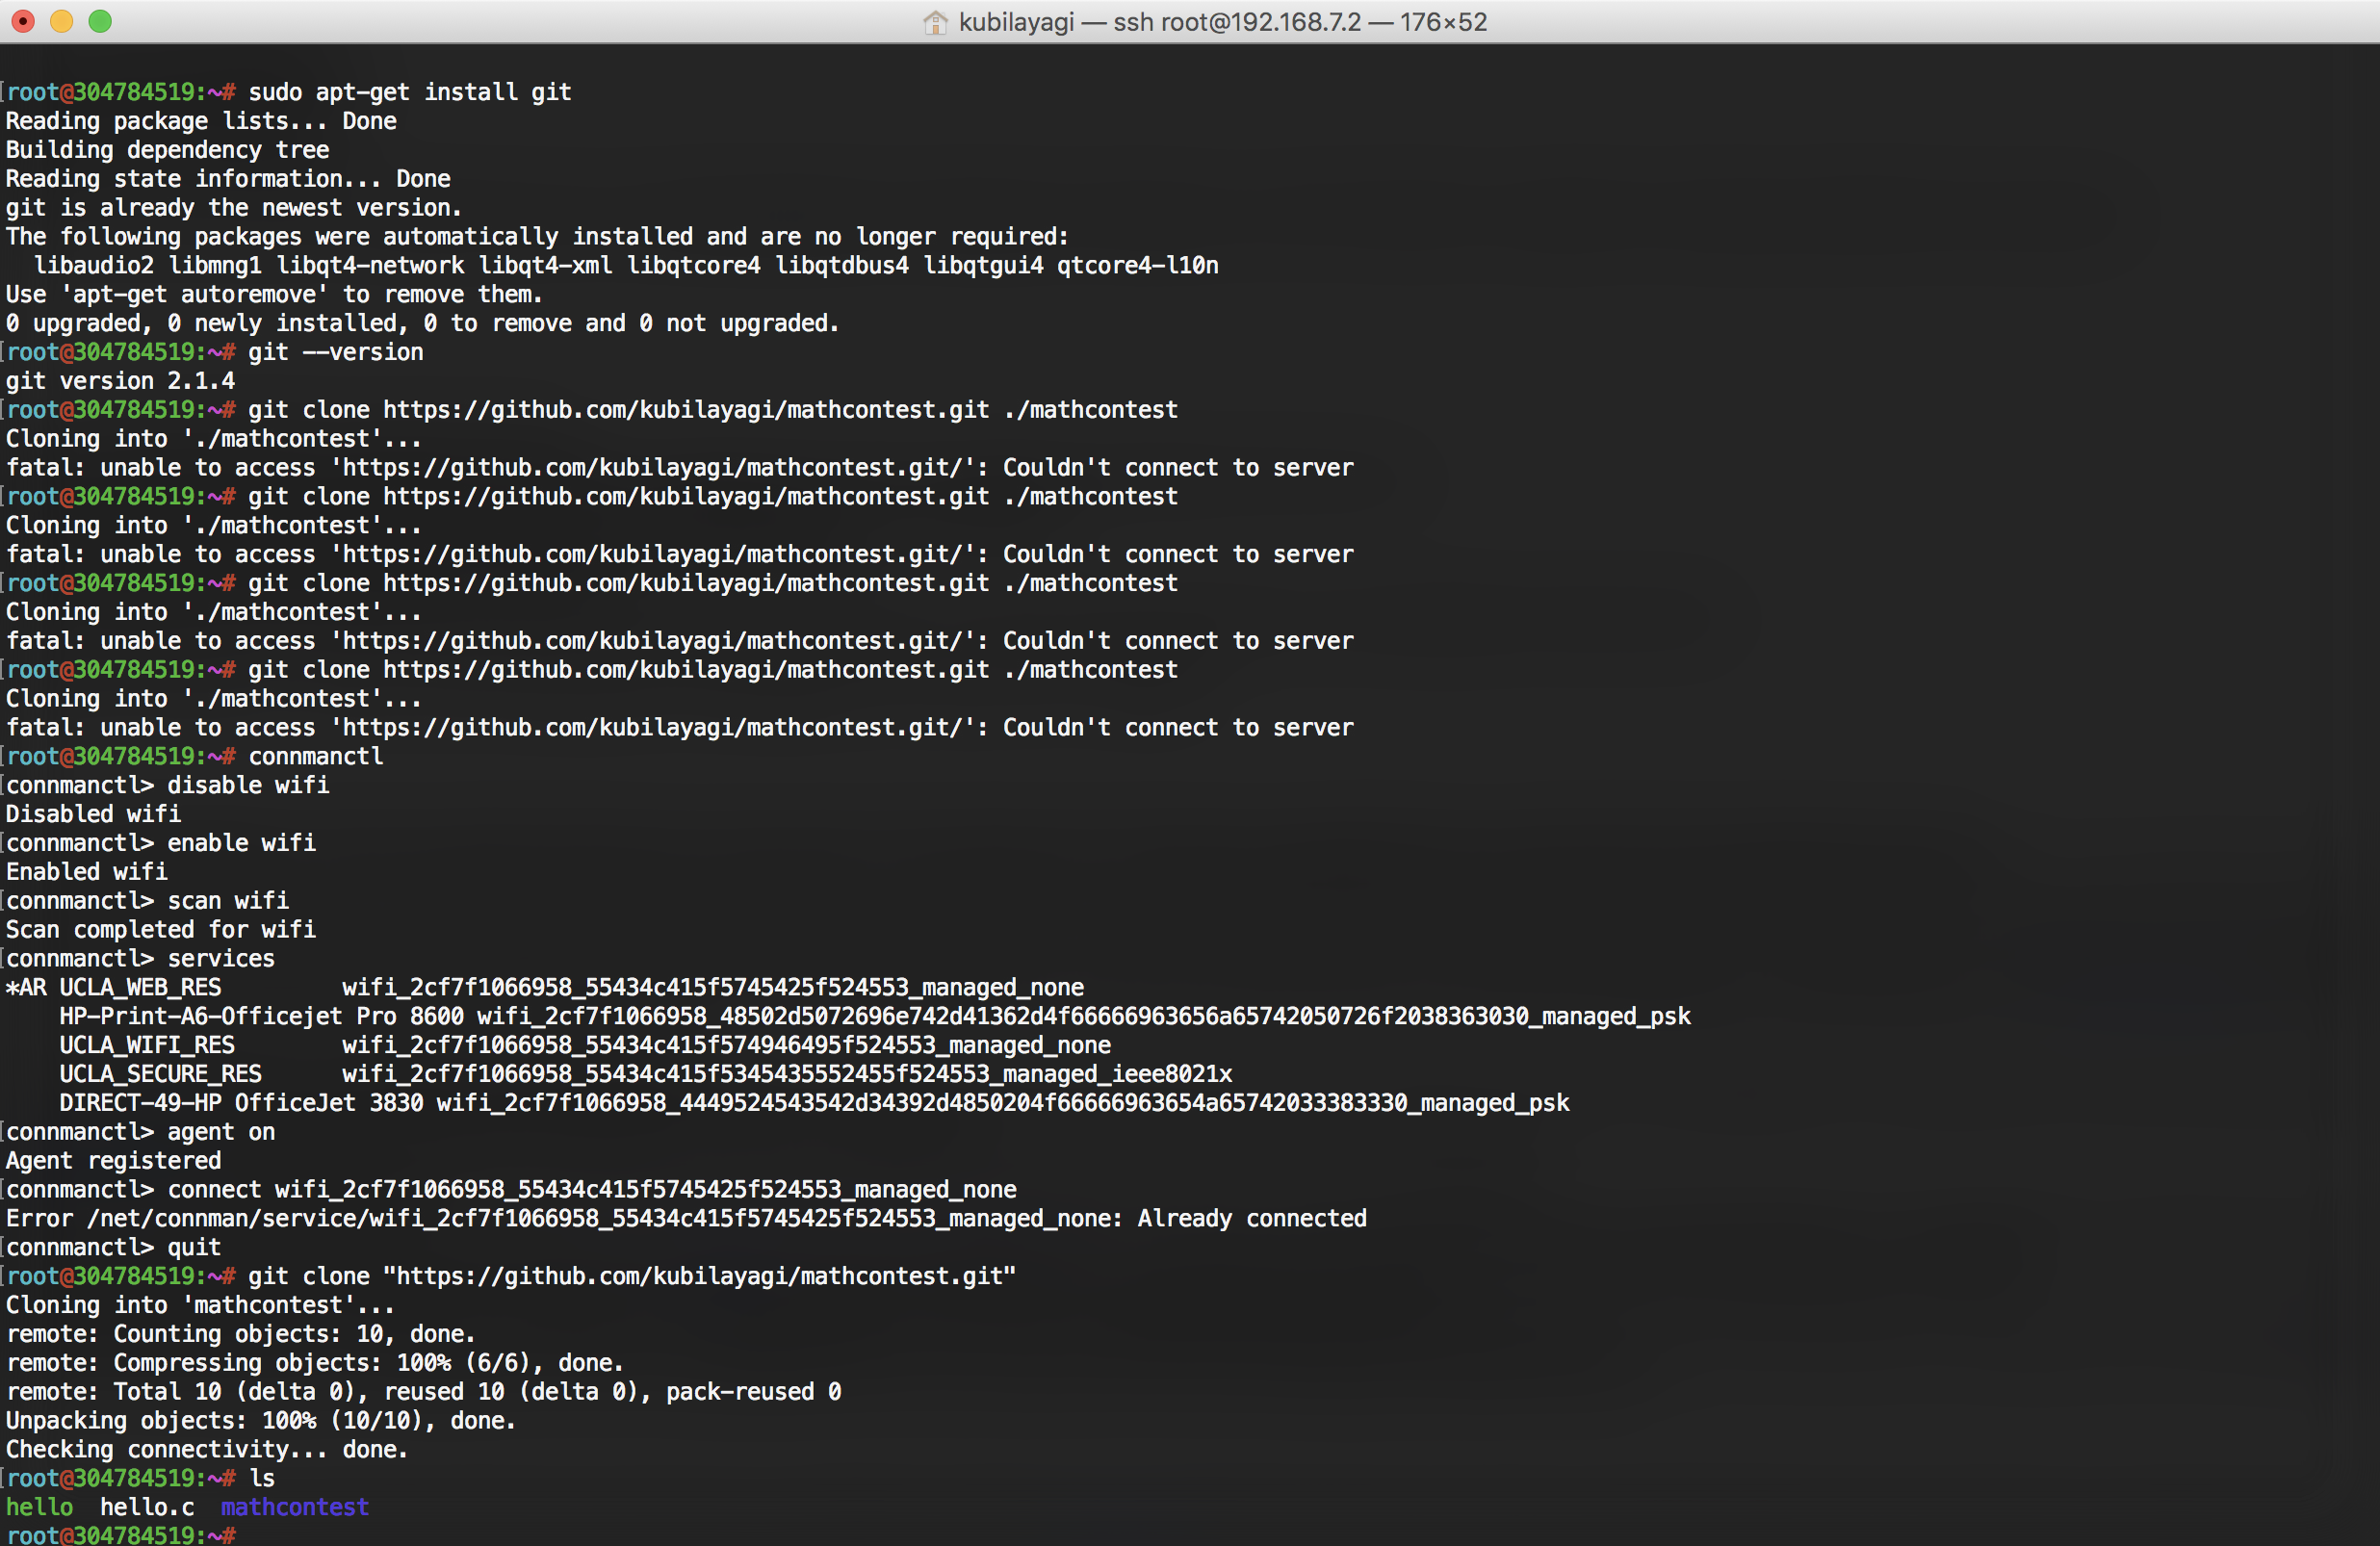 kubilayagi — ssh root@192.168.7.2 — 176×52
[root@304784519:~# sudo apt-get install git
Reading package lists... Done
Building dependency tree
Reading state information... Done
git is already the newest version.
The following packages were automatically installed and are no longer required:
  libaudio2 libmng1 libqt4-network libqt4-xml libqtcore4 libqtdbus4 libqtgui4 qtcore4-l10n
Use 'apt-get autoremove' to remove them.
0 upgraded, 0 newly installed, 0 to remove and 0 not upgraded.
[root@304784519:~# git --version
git version 2.1.4
[root@304784519:~# git clone https://github.com/kubilayagi/mathcontest.git ./mathcontest
Cloning into './mathcontest'...
fatal: unable to access 'https://github.com/kubilayagi/mathcontest.git/': Couldn't connect to server
[root@304784519:~# git clone https://github.com/kubilayagi/mathcontest.git ./mathcontest
Cloning into './mathcontest'...
fatal: unable to access 'https://github.com/kubilayagi/mathcontest.git/': Couldn't connect to server
[root@304784519:~# git clone https://github.com/kubilayagi/mathcontest.git ./mathcontest
Cloning into './mathcontest'...
fatal: unable to access 'https://github.com/kubilayagi/mathcontest.git/': Couldn't connect to server
[root@304784519:~# git clone https://github.com/kubilayagi/mathcontest.git ./mathcontest
Cloning into './mathcontest'...
fatal: unable to access 'https://github.com/kubilayagi/mathcontest.git/': Couldn't connect to server
[root@304784519:~# connmanctl
[connmanctl> disable wifi
Disabled wifi
[connmanctl> enable wifi
Enabled wifi
[connmanctl> scan wifi
Scan completed for wifi
[connmanctl> services
*AR UCLA_WEB_RES         wifi_2cf7f1066958_55434c415f5745425f524553_managed_none
    HP-Print-A6-Officejet Pro 8600 wifi_2cf7f1066958_48502d5072696e742d41362d4f66666963656a65742050726f2038363030_managed_psk
    UCLA_WIFI_RES        wifi_2cf7f1066958_55434c415f574946495f524553_managed_none
    UCLA_SECURE_RES      wifi_2cf7f1066958_55434c415f5345435552455f524553_managed_ieee8021x
    DIRECT-49-HP OfficeJet 3830 wifi_2cf7f1066958_4449524543542d34392d4850204f66666963654a65742033383330_managed_psk
[connmanctl> agent on
Agent registered
[connmanctl> connect wifi_2cf7f1066958_55434c415f5745425f524553_managed_none
Error /net/connman/service/wifi_2cf7f1066958_55434c415f5745425f524553_managed_none: Already connected
[connmanctl> quit
[root@304784519:~# git clone "https://github.com/kubilayagi/mathcontest.git"
Cloning into 'mathcontest'...
remote: Counting objects: 10, done.
remote: Compressing objects: 100% (6/6), done.
remote: Total 10 (delta 0), reused 10 (delta 0), pack-reused 0
Unpacking objects: 100% (10/10), done.
Checking connectivity... done.
[root@304784519:~# ls
hello  hello.c  mathcontest
root@304784519:~#